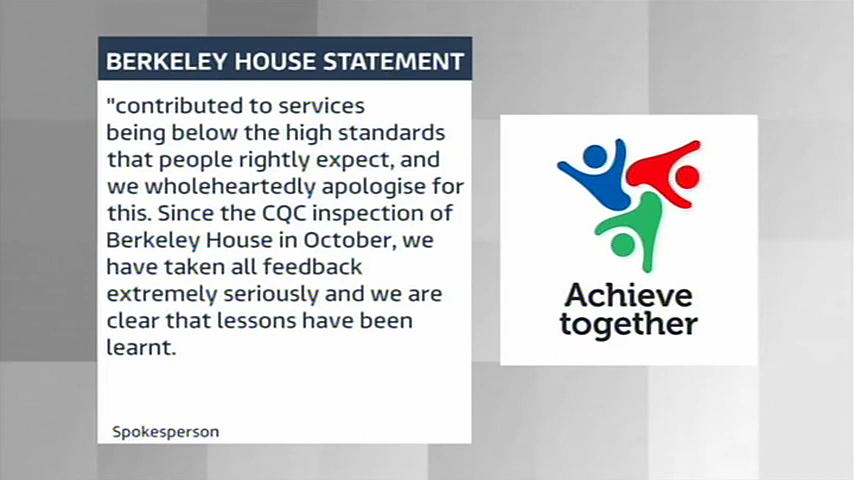 BERKELEY HOUSE STATEMENT
"contributed to services
being below the high standards
that people rightly expect, and
we wholeheartedly apologise for
this. Since the CQC inspection of
Berkeley House in October, we
have taken all feedback
extremely seriously and we are
clear that lessons have been
learnt.
Spokesperson
Achieve
together